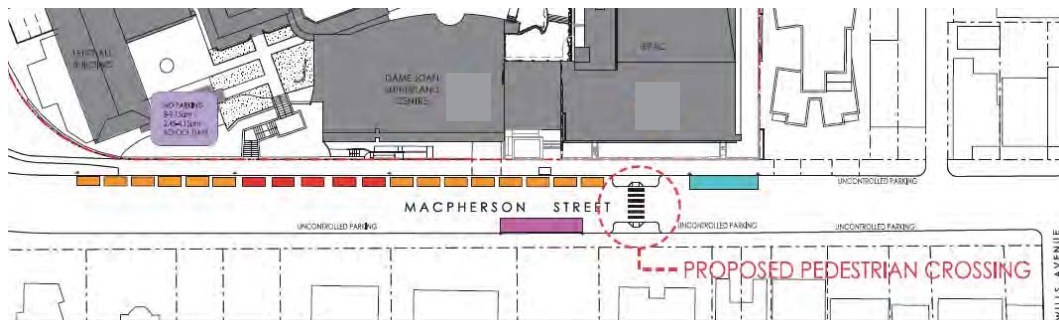 BUILDING
DAME JOAN
SUTHERLAND
CENTRE
EPAC
NO PARKING
8-9.15am
2.45-4.15pm
SCHOOL DAYS
UNCONTROLLED PARKING
MACPHERSON STREET
UNCONTROLLED PARKING
UNCONTROLLED PARKING
UNCONTROLLED PARKING
PROPOSED PEDESTRIAN CROSSING
AVENUE